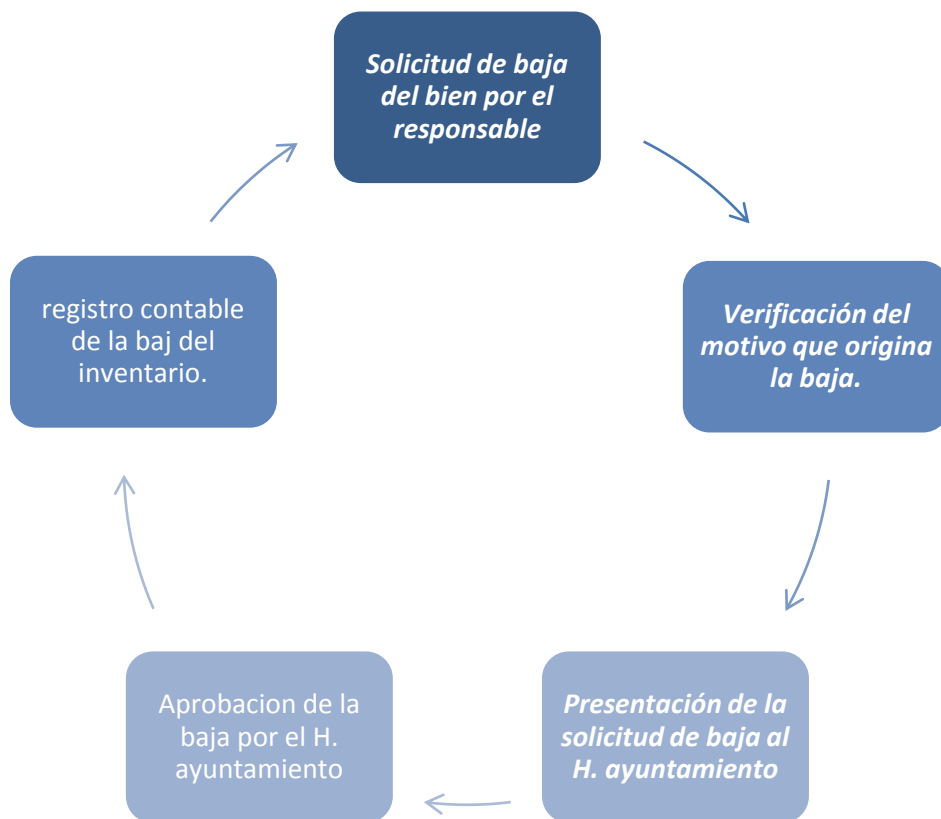 Solicitud de baja
del bien por el
responsable
Verificación del
motivo que origina
la baja.
Presentación de la
solicitud de baja al
H. ayuntamiento
Aprobacion de la
baja por el H.
ayuntamiento
registro contable
de la baj del
inventario.